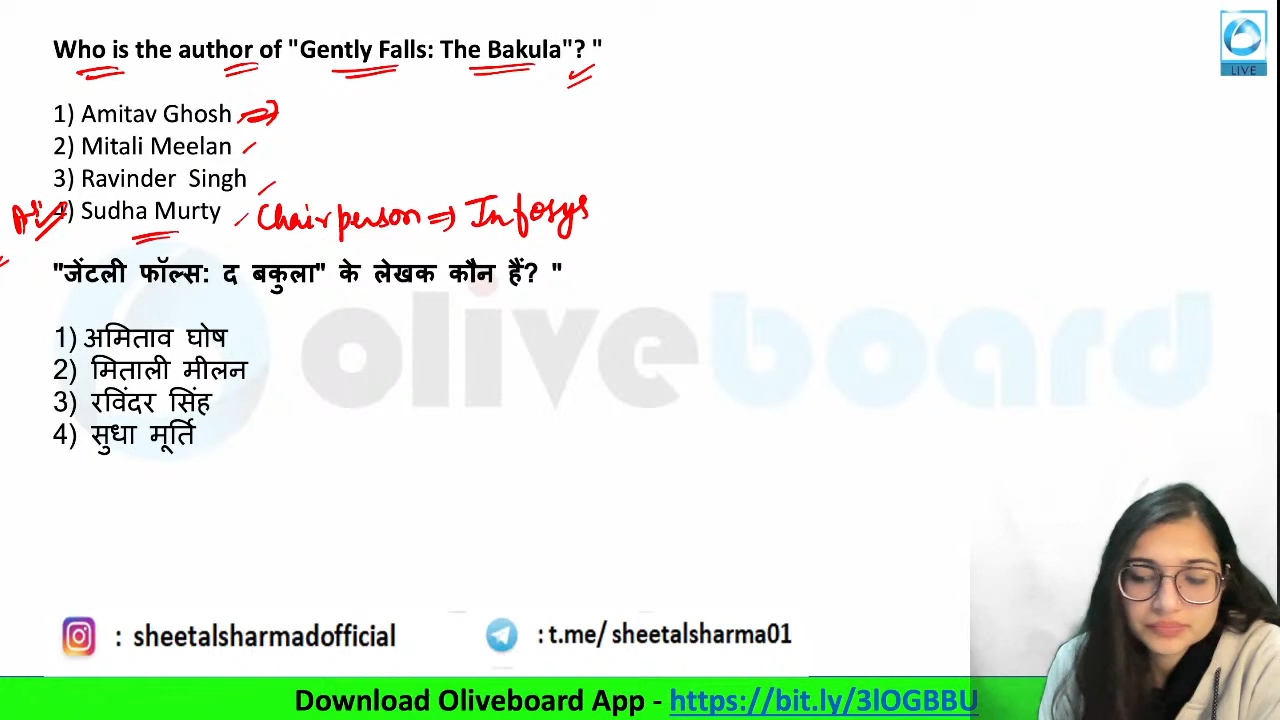 Who is the author of "Gently Falls: The Bakula"? "
1) Amitav Ghosh
2) Mitali Meelan
3) Ravinder Singh
4) Sudha Murty Chairperson ⇒ Infosys
"जेंटली फॉल्स: द बकुला" के लेखक कौन हैं? "
1) अमिताव घोष
2) मिताली मीलन
3) रविंदर सिंह
4) सुधा मूर्ति
oliveboard
LIVE
: sheetalsharmadofficial
: t.me/ sheetalsharma01
Download Oliveboard App - https://bit.ly/3lOGBBU